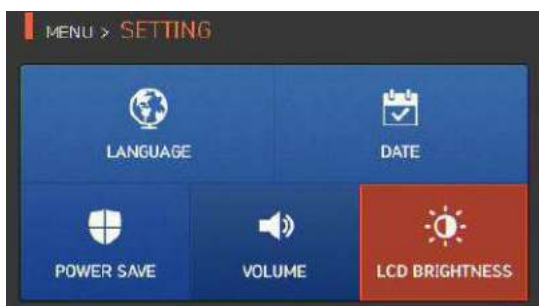 MENU > SETTING
LANGUAGE
DATE
POWER SAVE
VOLUME
LCD BRIGHTNESS